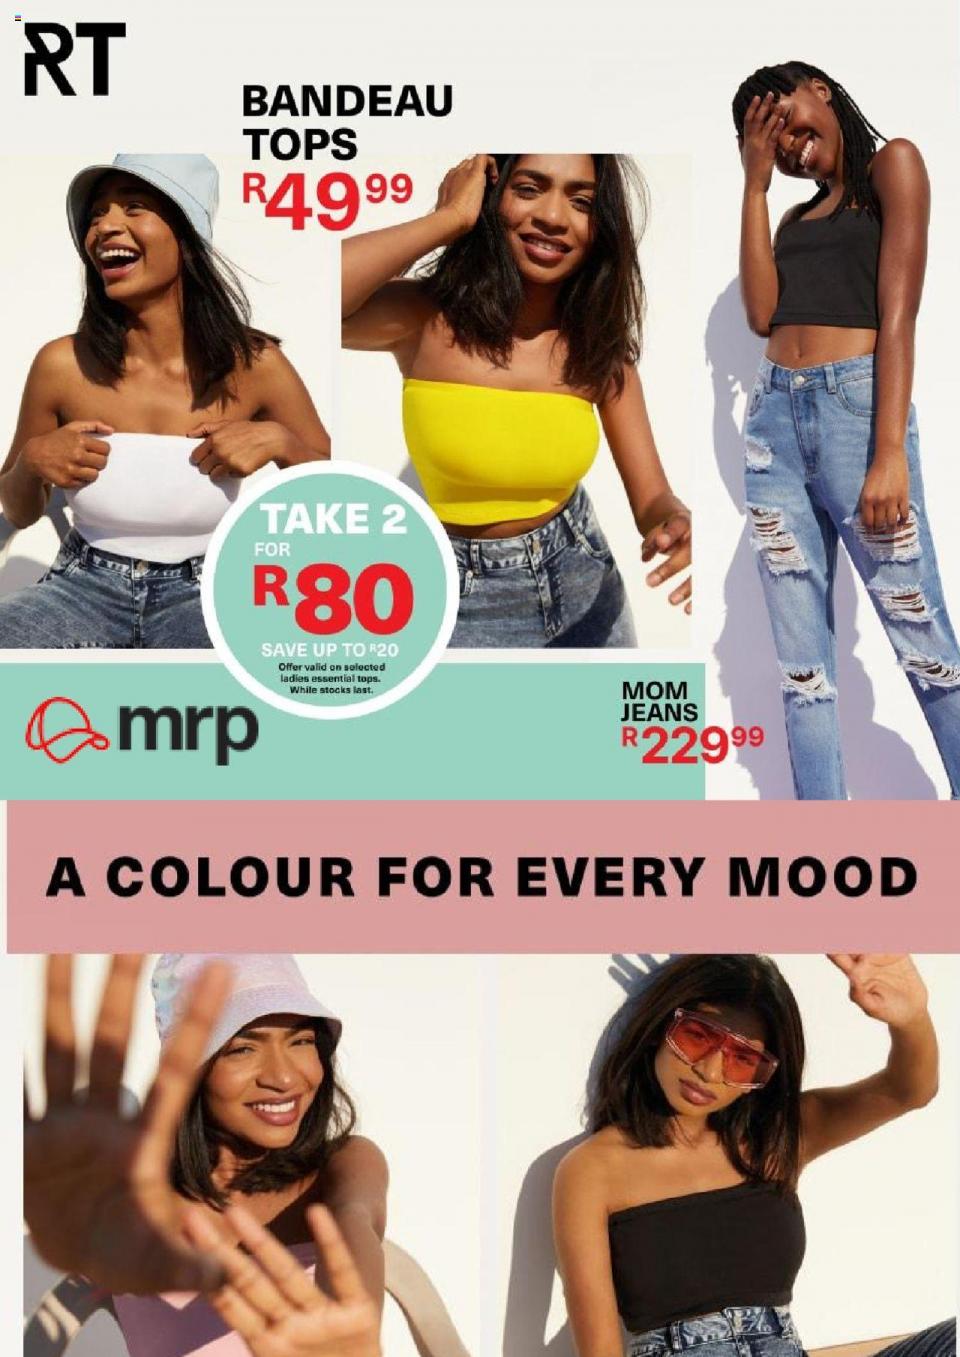 RT
BANDEAU
TOPS
R49.99
TAKE 2
FOR
R80
SAVE UP TO R20
Offer valid on selected
ladies essential tops.
While stocks last.
mrp
MOM
JEANS
R229.99
A COLOUR FOR EVERY MOOD